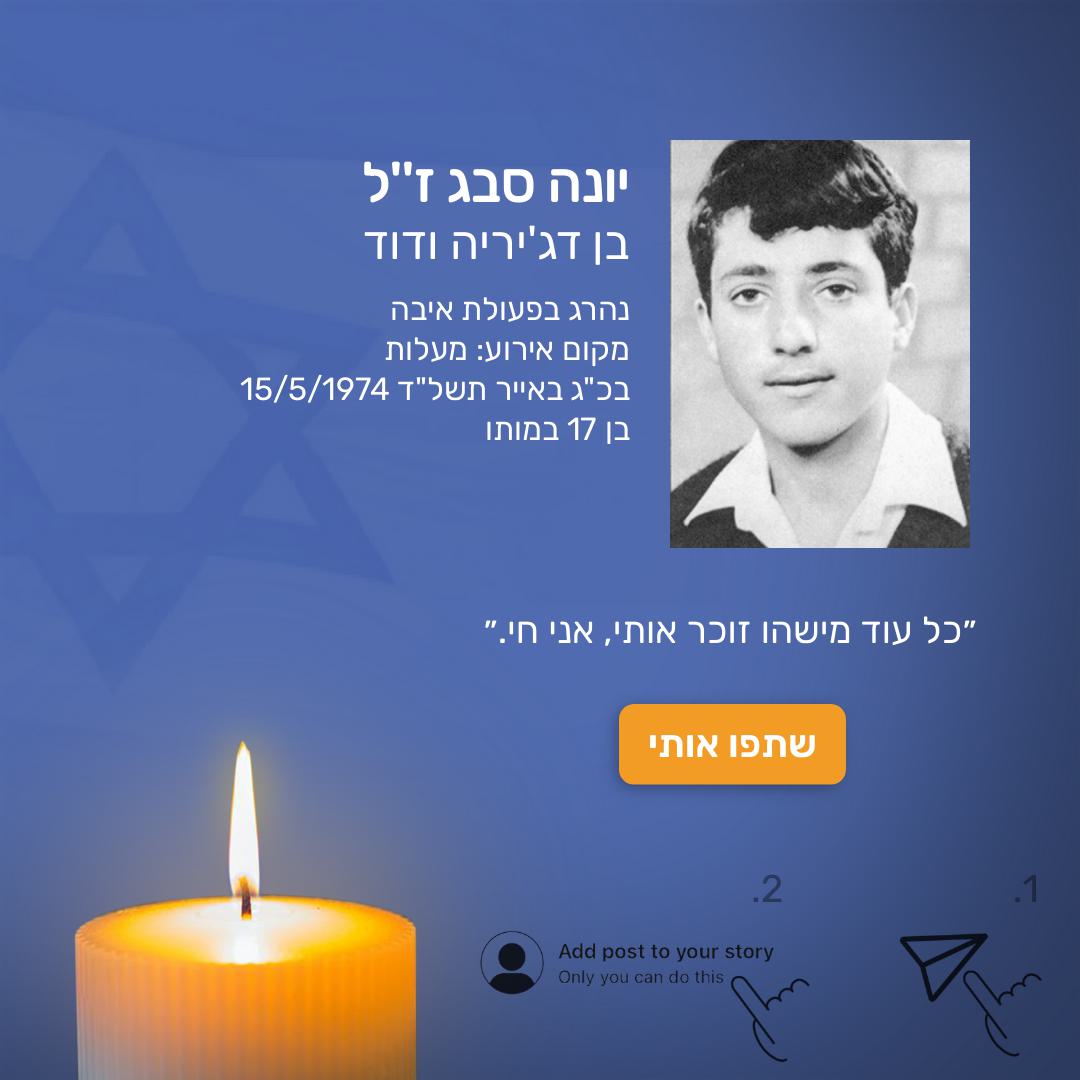 יונה סבג ז"ל
בן דג'יריה ודוד
נהרג בפעולת איבה
מקום אירוע: מעלות
בכ"ג באייר תשל"ד 15/5/1974
בן 17 במותו
״כל עוד מישהו זוכר אותי, אני חי.״
שתפו אותי
1.
2.
Add post to your story
Only you can do this